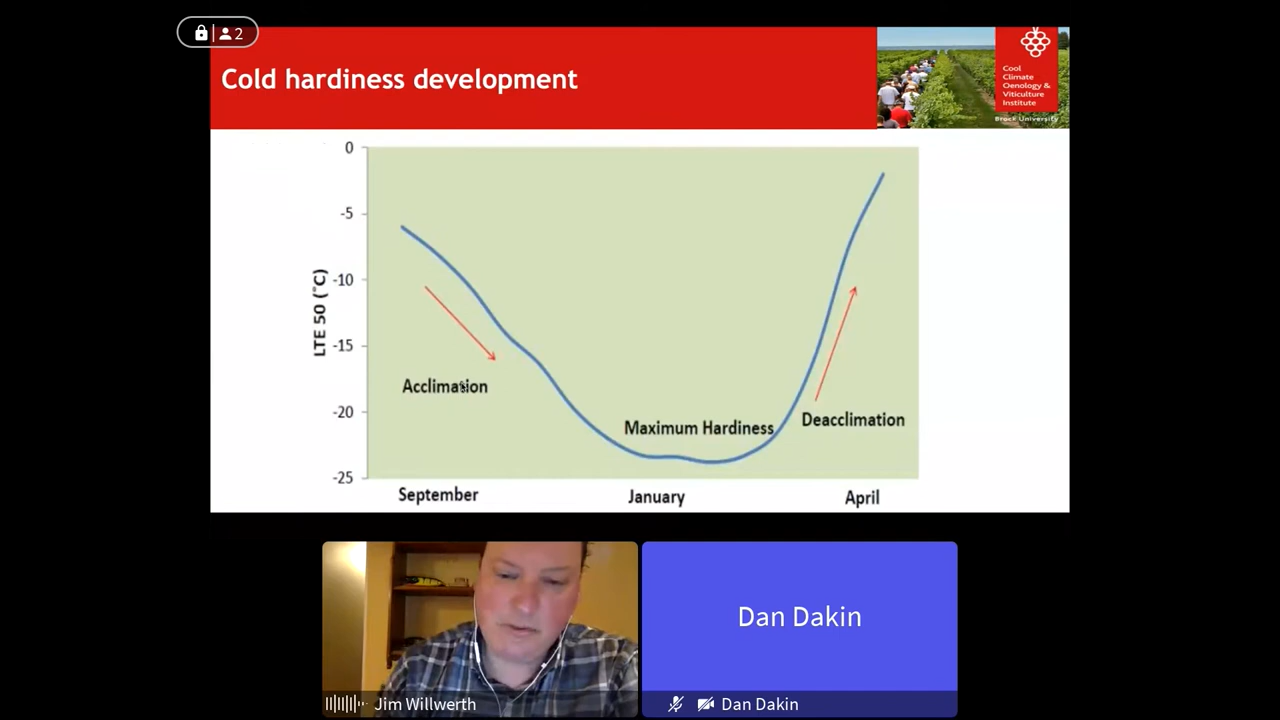 2
Cold hardiness development
Cool
Climate
Oenology &
Viticulture
Institute
Brock University
0
-5
-10
-15
-20
-25
LTE 50 (°C)
Acclimation
Maximum Hardiness
Deacclimation
September
January
April
Dan Dakin
Jim Willwerth
Dan Dakin